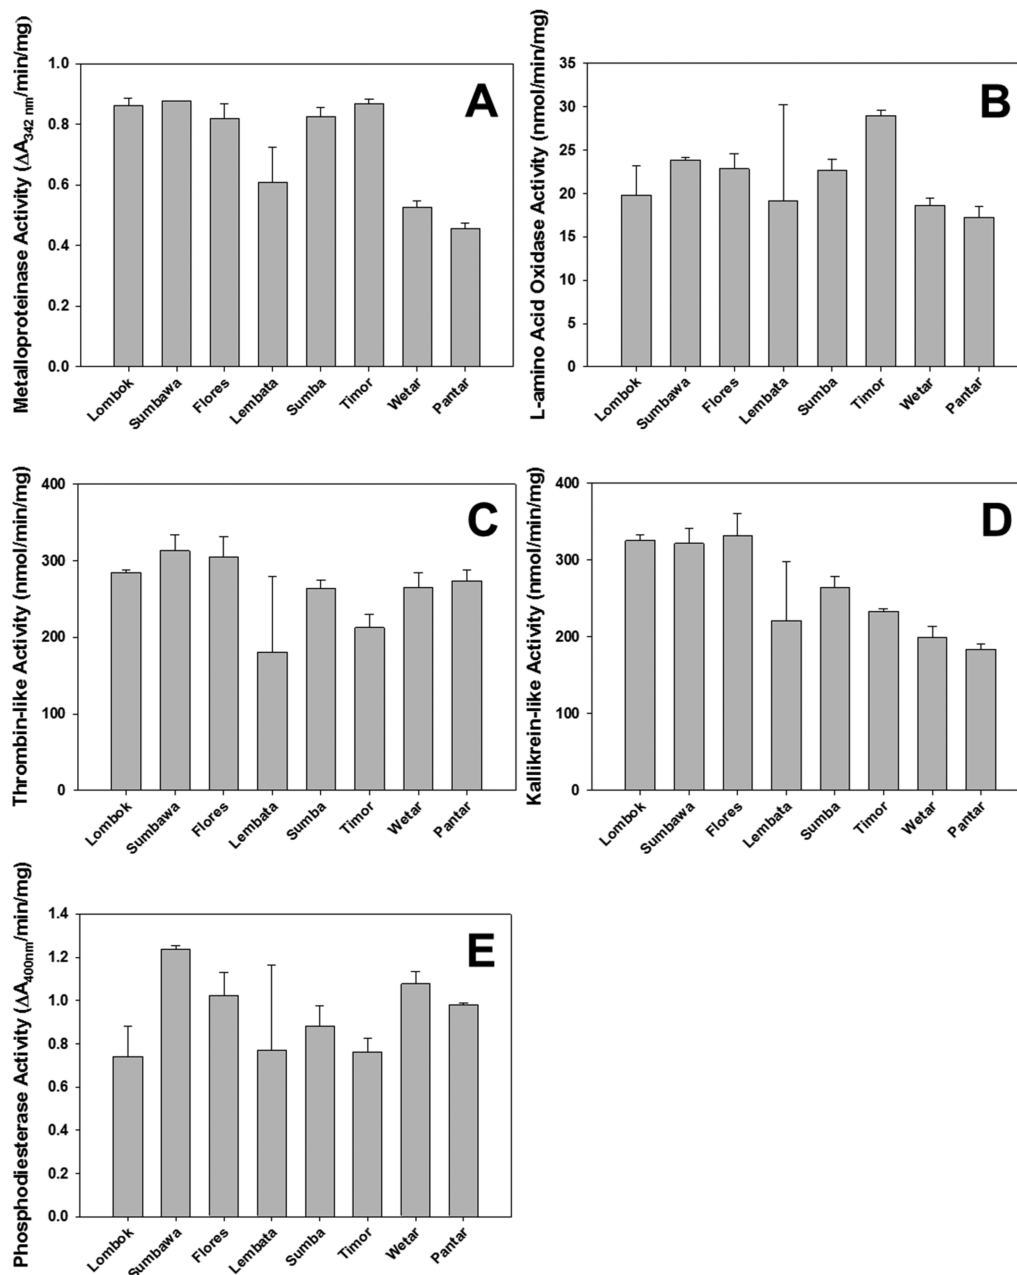 Metalloproteinase Activity (ΔA342 nm/min/mg)
1.0
0.8
0.6
0.4
0.2
0.0
A
Lombok
Sumbawa
Flores
Lembata
Sumba
Timor
Wetar
Pantar
L-amino Acid Oxidase Activity (nmol/min/mg)
35
30
25
20
15
10
5
0
B
Lombok
Sumbawa
Flores
Lembata
Sumba
Timor
Wetar
Pantar
Thrombin-like Activity (nmol/min/mg)
400
300
200
100
0
C
Lombok
Sumbawa
Flores
Lembata
Sumba
Timor
Wetar
Pantar
Kallikrein-like Activity (nmol/min/mg)
400
300
200
100
0
D
Lombok
Sumbawa
Flores
Lembata
Sumba
Timor
Wetar
Pantar
Phosphodiesterase Activity (ΔA400nm/min/mg)
1.4
1.2
1.0
0.8
0.6
0.4
0.2
0.0
E
Lombok
Sumbawa
Flores
Lembata
Sumba
Timor
Wetar
Pantar